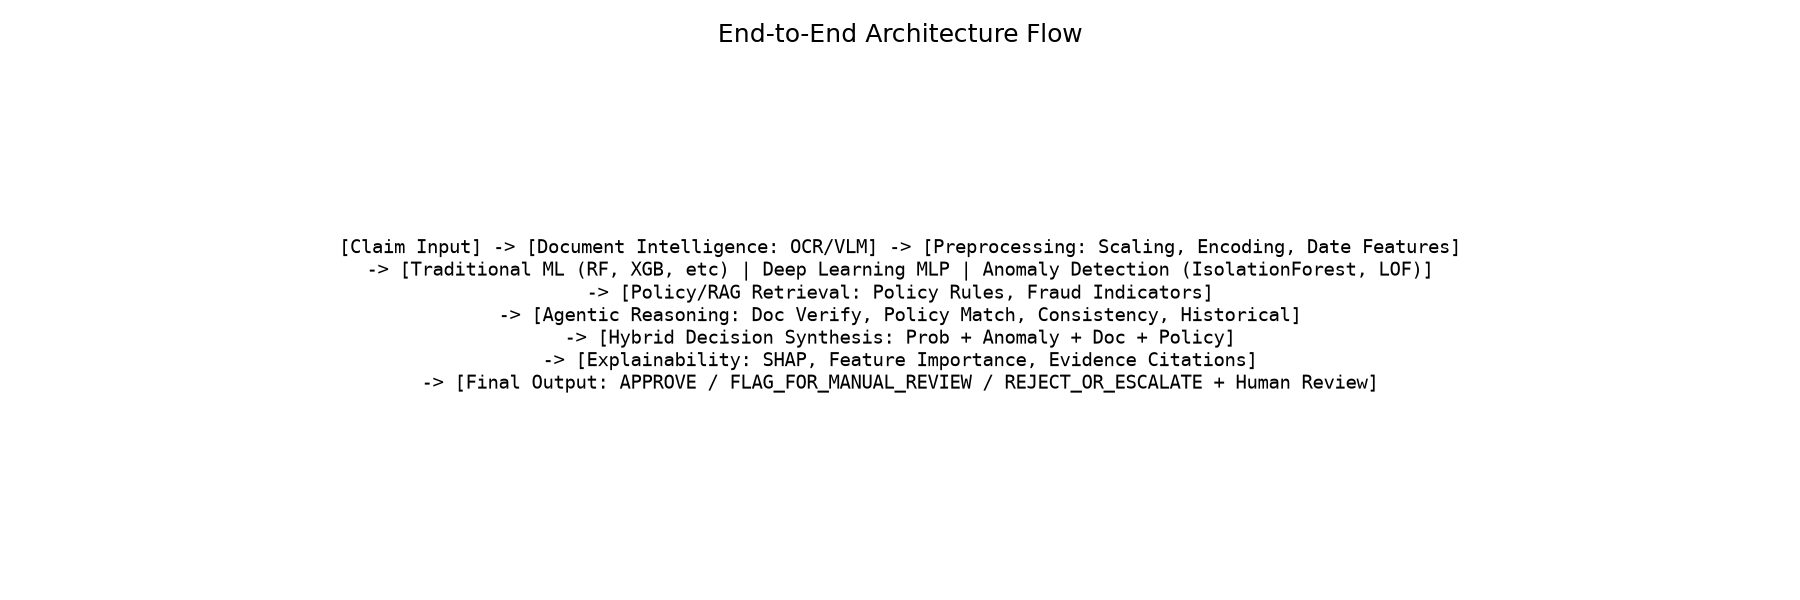 End-to-End Architecture Flow
[Claim Input] -> [Document Intelligence: OCR/VLM] -> [Preprocessing: Scaling, Encoding, Date Features]
-> [Traditional ML (RF, XGB, etc) | Deep Learning MLP | Anomaly Detection (IsolationForest, LOF)]
-> [Policy/RAG Retrieval: Policy Rules, Fraud Indicators]
-> [Agentic Reasoning: Doc Verify, Policy Match, Consistency, Historical]
-> [Hybrid Decision Synthesis: Prob + Anomaly + Doc + Policy]
-> [Explainability: SHAP, Feature Importance, Evidence Citations]
-> [Final Output: APPROVE / FLAG_FOR_MANUAL_REVIEW / REJECT_OR_ESCALATE + Human Review]